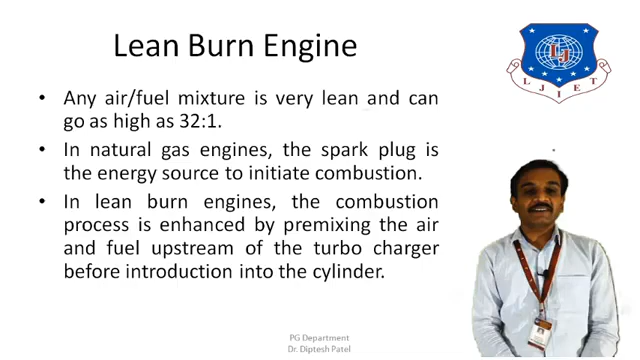 Lean Burn Engine
• Any air/fuel mixture is very lean and can
go as high as 32:1.
• In natural gas engines, the spark plug is
the energy source to initiate combustion.
• In lean burn engines, the combustion
process is enhanced by premixing the air
and fuel upstream of the turbo charger
before introduction into the cylinder.
LJ
LJIET
PG Department
Dr. Diptesh Patel